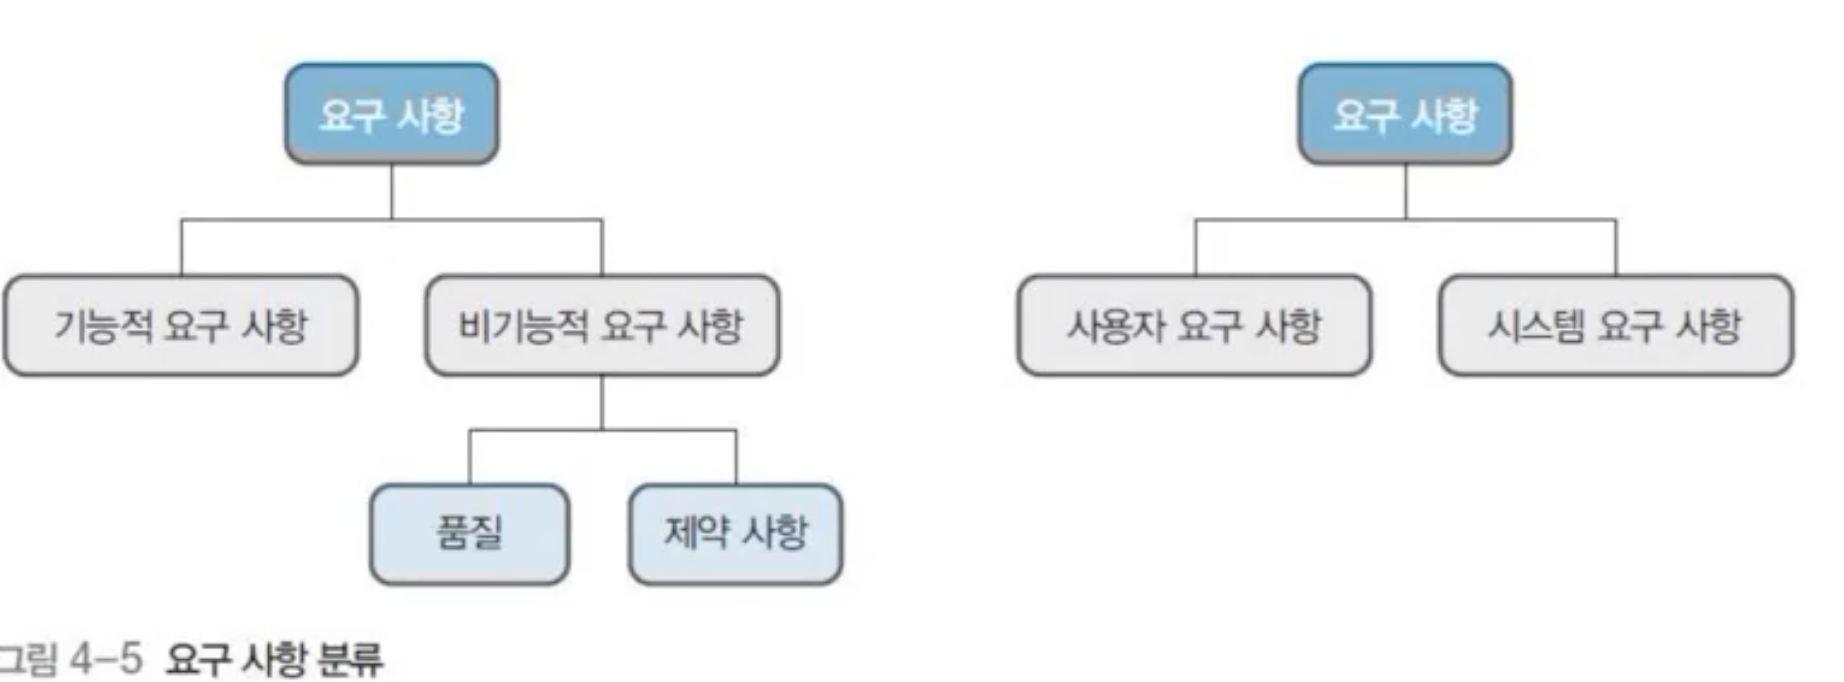 요구 사항
요구 사항
기능적 요구 사항
비기능적 요구 사항
사용자 요구 사항
시스템 요구 사항
품질
제약 사항
그림 4-5 요구 사항 분류